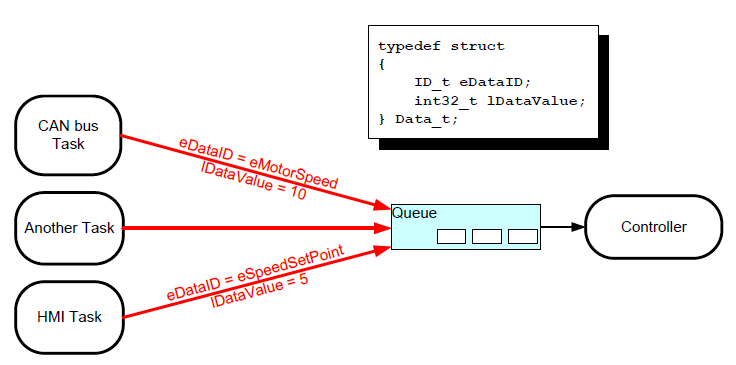 typedef struct
{
    ID_t eDataID;
    int32_t lDataValue;
} Data_t;
CAN bus
Task
eDataID = eMotorSpeed
lDataValue = 10
Another Task
Queue
Controller
eDataID = eSpeedSetPoint
lDataValue = 5
HMI Task